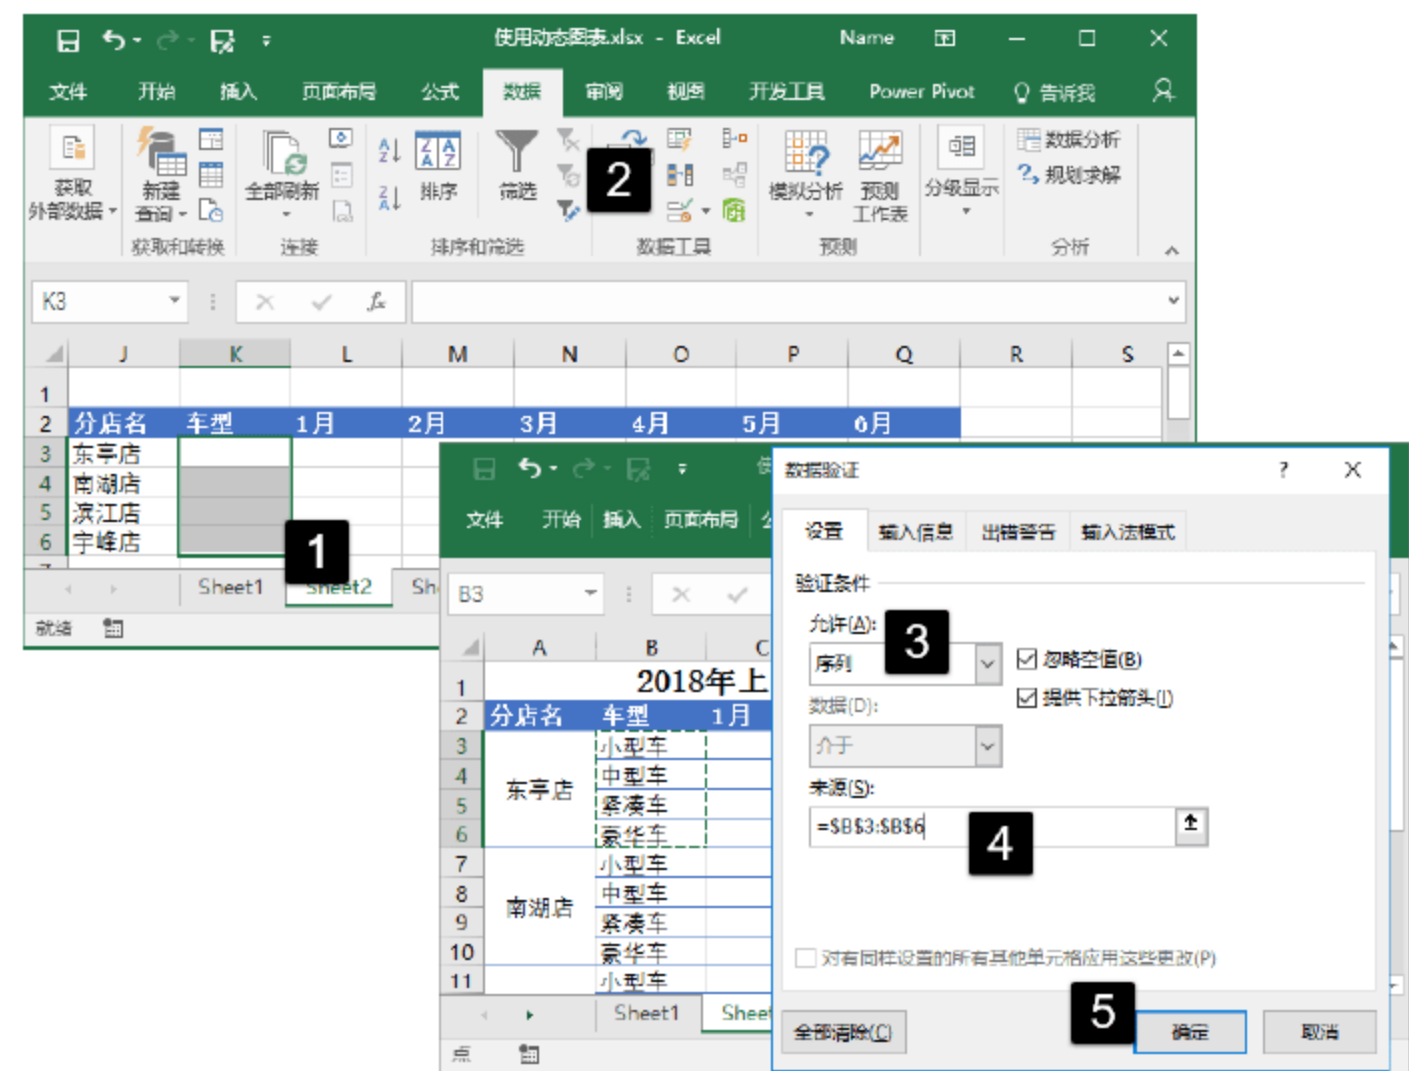 使用动态图表.xlsx - Excel
Name
文件 开始 插入 页面布局 公式 数据 审阅 视图 开发工具 Power Pivot 告诉我
获取
外部数据
新建
查询
全部刷新
排序
筛选
2
模拟分析
预测
工作表
分级显示
数据分析
规划求解
获取和转换 连接 排序和筛选 数据工具 预测 分析
K3
fx
J K L M N O P Q R S
1
2 分店名 车型 1月 2月 3月 4月 5月 6月
3 东亭店
4 南湖店
5 滨江店
6 宇峰店
1
Sheet1 Sheet2
就绪
文件 开始 插入 页面布局
B3
A B C
1 2018年上
2 分店名 车型 1月
3 小型车
4 中型车
东亭店
5 紧凑车
6 豪华车
7 小型车
8 中型车
南湖店
9 紧凑车
10 豪华车
11 小型车
Sheet1
点
数据验证 ?
设置 输入信息 出错警告 输入法模式
验证条件
允许(A):
3
序列
忽略空值(B)
提供下拉箭头(I)
数据(D):
介于
来源(S):
=$B$3:$B$6
4
对有同样设置的所有其他单元格应用这些更改(P)
5
全部清除(C) 确定 取消